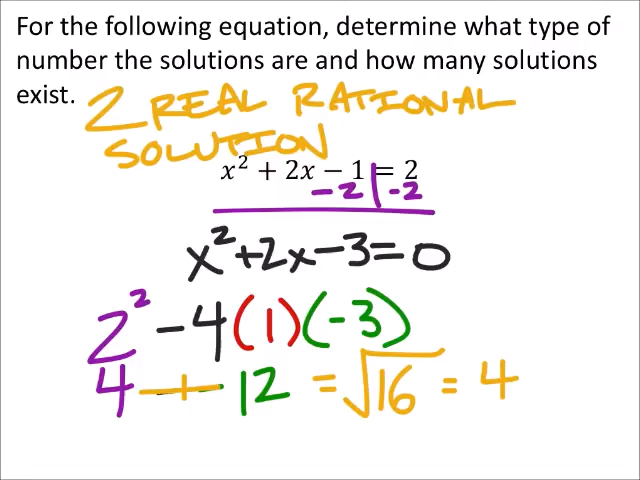 For the following equation, determine what type of
number the solutions are and how many solutions
exist.
2 REAL RATIONAL
SOLUTION
x² + 2x − 1 = 2
−2 | −2
x² + 2x − 3 = 0
2² − 4(1)(−3)
4 + 12 = √16 = 4